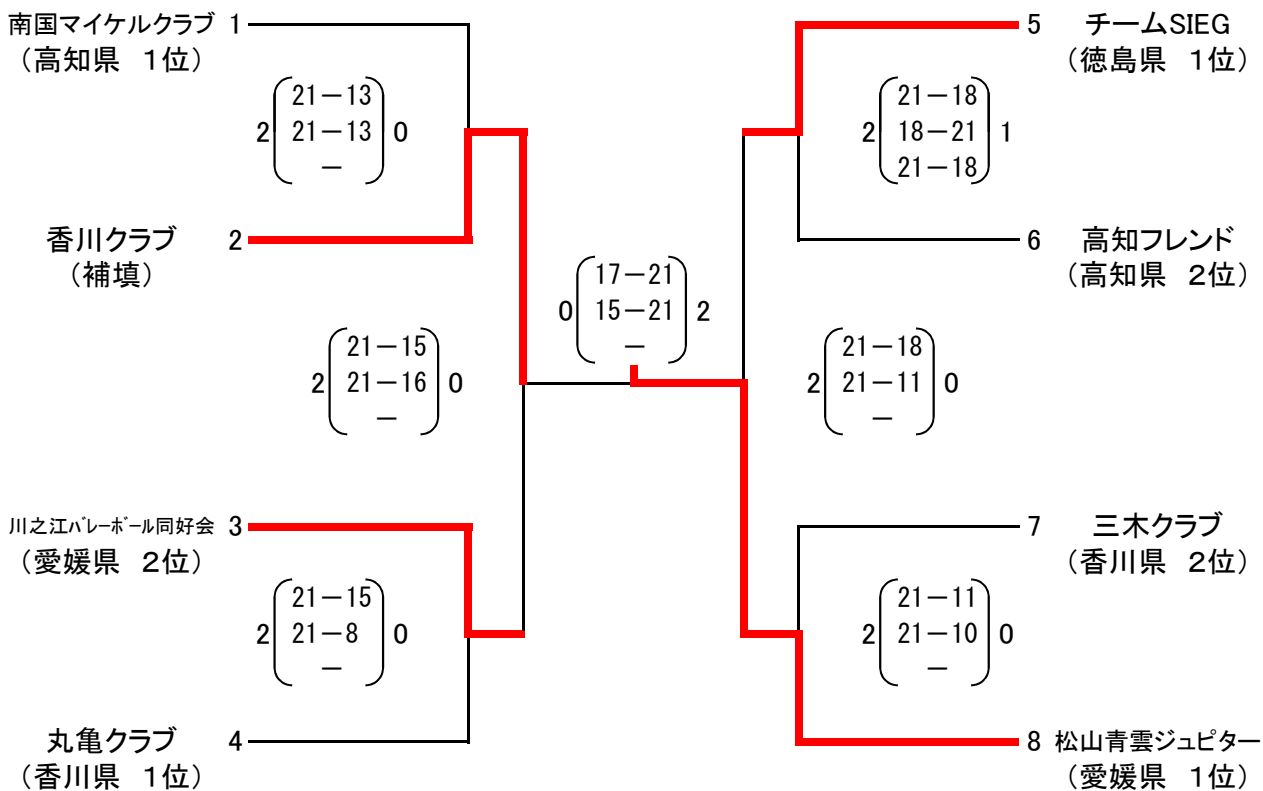 南国マイケルクラブ 1
（高知県　1位）
2 21－13 0
21－13
－
香川クラブ 2
（補填）
2 21－15 0
21－16
－
川之江バレーボール同好会 3
（愛媛県　2位）
2 21－15 0
21－8
－
丸亀クラブ 4
（香川県　1位）
17－21
0 15－21 2
－
5 チームSIEG
（徳島県　1位）
21－18
2 18－21 1
21－18
6 高知フレンド
（高知県　2位）
21－18
2 21－11 0
－
7 三木クラブ
（香川県　2位）
21－11
2 21－10 0
－
8 松山青雲ジュピター
（愛媛県　1位）